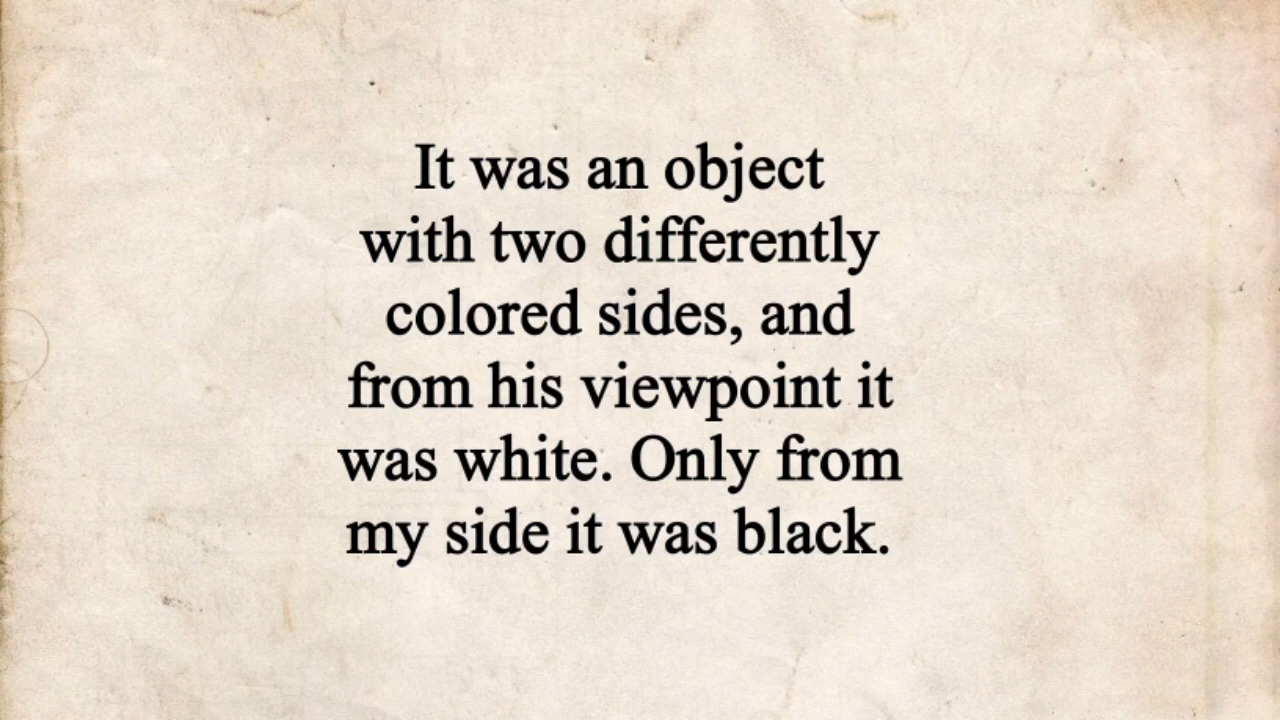 It was an object
with two differently
colored sides, and
from his viewpoint it
was white. Only from
my side it was black.